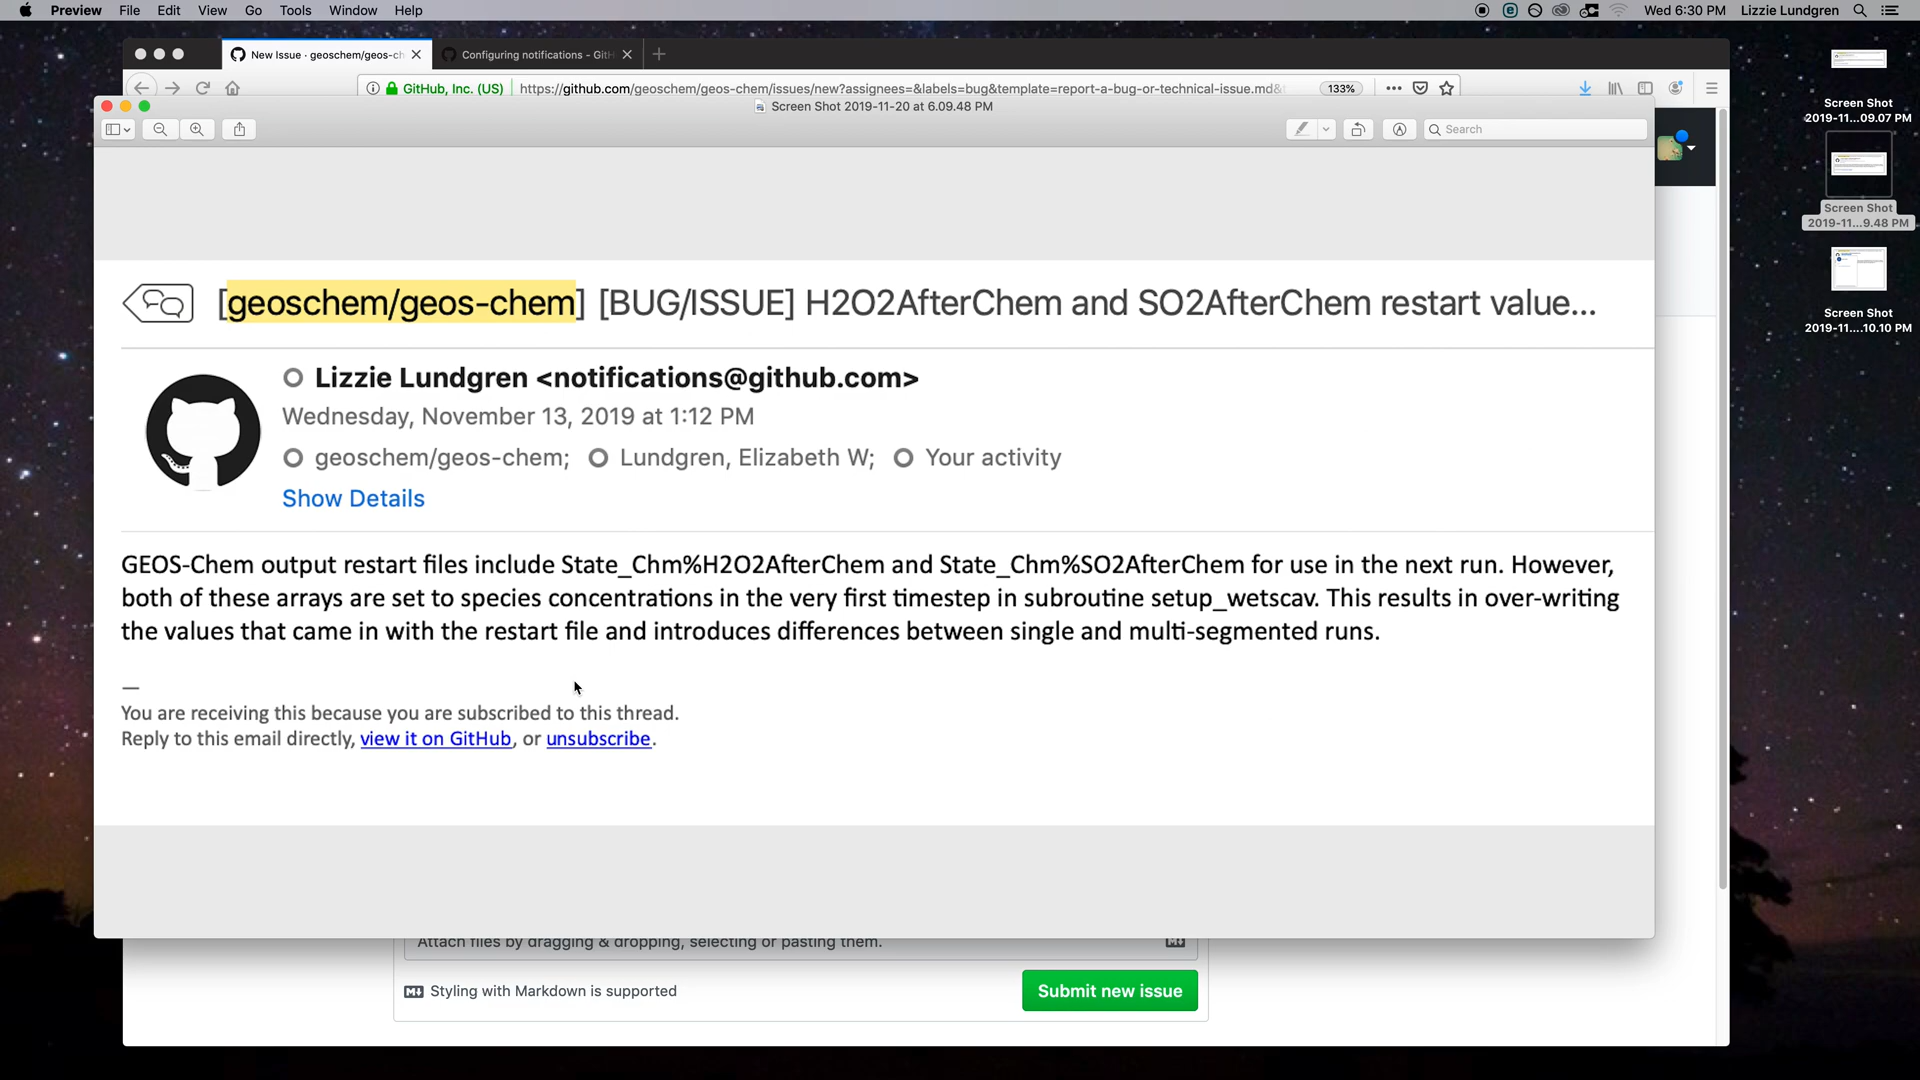 Preview File Edit View Go Tools Window Help
Wed 6:30 PM Lizzie Lundgren
New Issue · geoschem/geos-ch
Configuring notifications - GitH
GitHub, Inc. (US) https://github.com/geoschem/geos-chem/issues/new?assignees=&labels=bug&template=report-a-bug-or-technical-issue.md& 133%
Screen Shot 2019-11-20 at 6.09.48 PM
Search
[geoschem/geos-chem] [BUG/ISSUE] H2O2AfterChem and SO2AfterChem restart value...
Lizzie Lundgren <notifications@github.com>
Wednesday, November 13, 2019 at 1:12 PM
geoschem/geos-chem; Lundgren, Elizabeth W; Your activity
Show Details
GEOS-Chem output restart files include State_Chm%H2O2AfterChem and State_Chm%SO2AfterChem for use in the next run. However,
both of these arrays are set to species concentrations in the very first timestep in subroutine setup_wetscav. This results in over-writing
the values that came in with the restart file and introduces differences between single and multi-segmented runs.
—
You are receiving this because you are subscribed to this thread.
Reply to this email directly, view it on GitHub, or unsubscribe.
Attach files by dragging & dropping, selecting or pasting them.
Styling with Markdown is supported
Submit new issue
Screen Shot
2019-11...09.07 PM
Screen Shot
2019-11...9.48 PM
Screen Shot
2019-11....10.10 PM